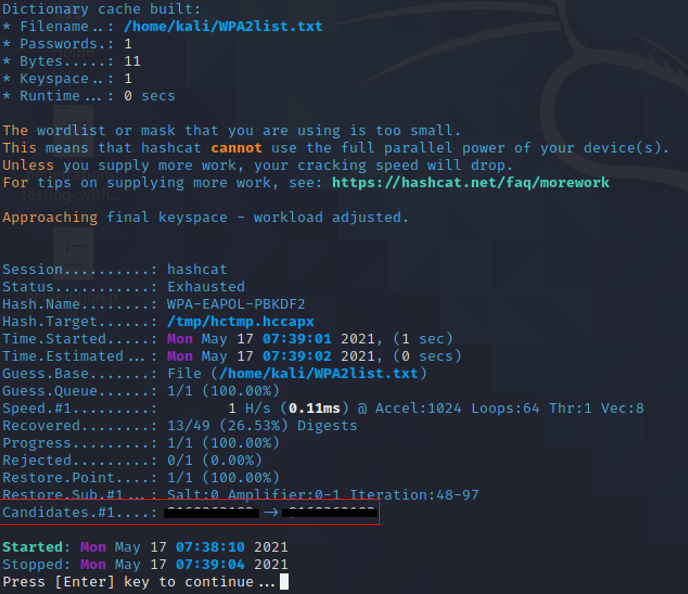 Dictionary cache built:
* Filename..: /home/kali/WPA2list.txt
* Passwords.: 1
* Bytes.....: 11
* Keyspace..: 1
* Runtime...: 0 secs
The wordlist or mask that you are using is too small.
This means that hashcat cannot use the full parallel power of your device(s).
Unless you supply more work, your cracking speed will drop.
For tips on supplying more work, see: https://hashcat.net/faq/morework
Approaching final keyspace - workload adjusted.
Session..........: hashcat
Status...........: Exhausted
Hash.Name........: WPA-EAPOL-PBKDF2
Hash.Target......: /tmp/hctmp.hccapx
Time.Started.....: Mon May 17 07:39:01 2021, (1 sec)
Time.Estimated...: Mon May 17 07:39:02 2021, (0 secs)
Guess.Base.......: File (/home/kali/WPA2list.txt)
Guess.Queue......: 1/1 (100.00%)
Speed.#1.........: 1 H/s (0.11ms) @ Accel:1024 Loops:64 Thr:1 Vec:8
Recovered........: 13/49 (26.53%) Digests
Progress.........: 1/1 (100.00%)
Rejected.........: 0/1 (0.00%)
Restore.Point....: 1/1 (100.00%)
Restore.Sub.#1...: Salt:0 Amplifier:0-1 Iteration:48-97
Candidates.#1....: →
Started: Mon May 17 07:38:10 2021
Stopped: Mon May 17 07:39:04 2021
Press [Enter] key to continue...